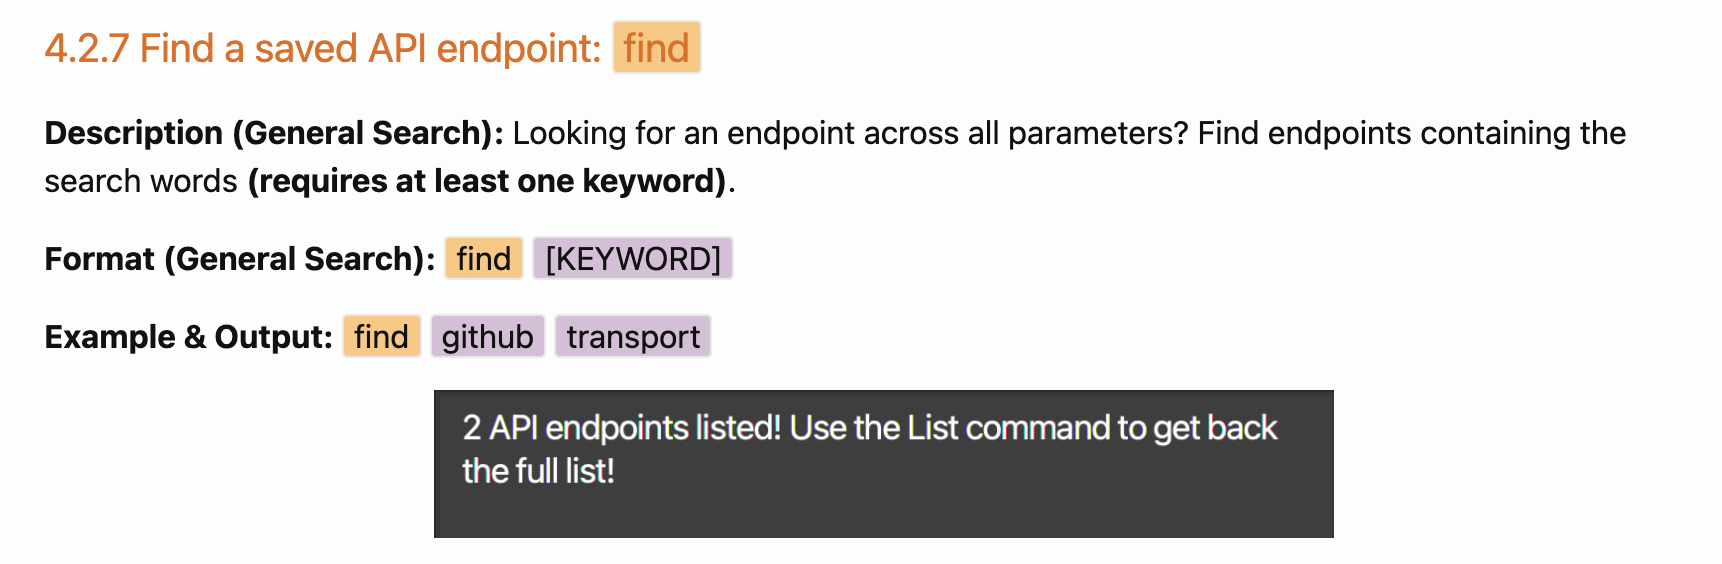 4.2.7 Find a saved API endpoint: find
Description (General Search): Looking for an endpoint across all parameters? Find endpoints containing the
search words (requires at least one keyword).
Format (General Search): find [KEYWORD]
Example & Output: find github transport
2 API endpoints listed! Use the List command to get back
the full list!